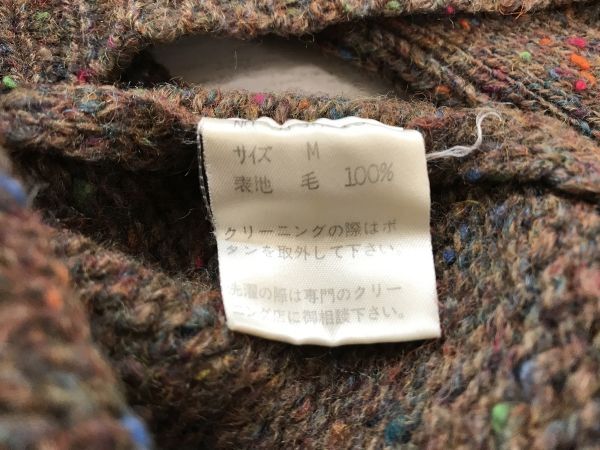 サイズ M
表地 毛 100%
クリーニングの際はボ
タンを取外して下さい。
洗濯の際は専門のクリー
ニング店に御相談下さい。